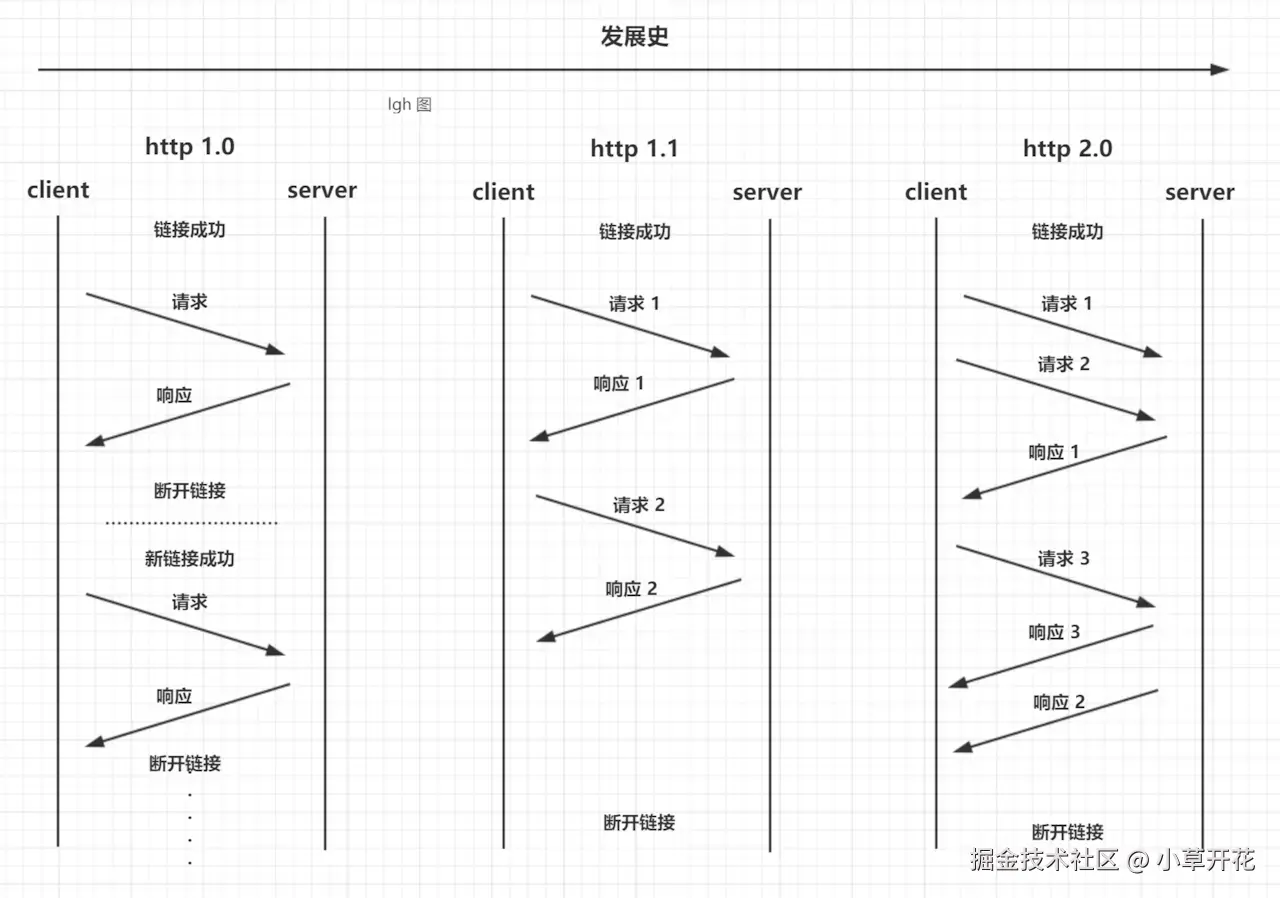 发展史
lgh 图
http 1.0
client
server
链接成功
请求
响应
断开链接
新链接成功
请求
响应
断开链接
http 1.1
client
server
链接成功
请求 1
响应 1
请求 2
响应 2
断开链接
http 2.0
client
server
链接成功
请求 1
请求 2
响应 1
请求 3
响应 3
响应 2
断开链接
掘金技术社区 @ 小草开花